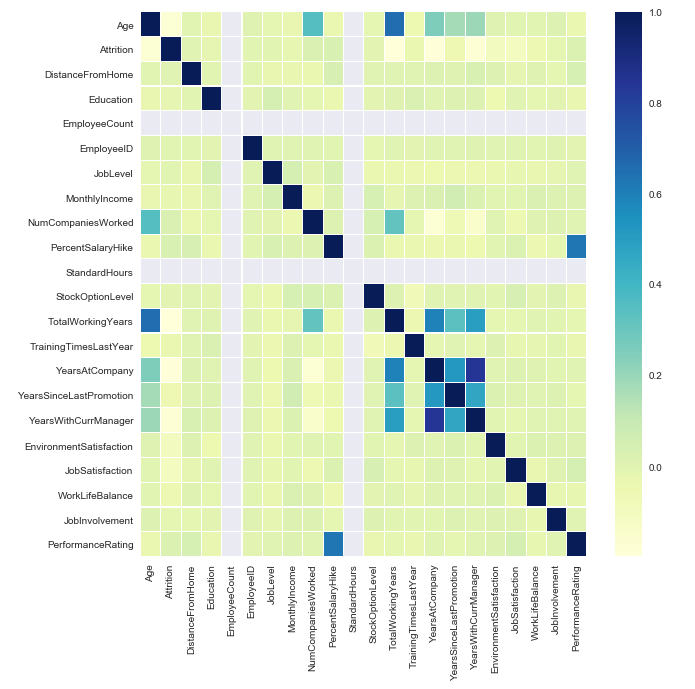 Age
Attrition
DistanceFromHome
Education
EmployeeCount
EmployeeID
JobLevel
MonthlyIncome
NumCompaniesWorked
PercentSalaryHike
StandardHours
StockOptionLevel
TotalWorkingYears
TrainingTimesLastYear
YearsAtCompany
YearsSinceLastPromotion
YearsWithCurrManager
EnvironmentSatisfaction
JobSatisfaction
WorkLifeBalance
JobInvolvement
PerformanceRating
Age
Attrition
DistanceFromHome
Education
EmployeeCount
EmployeeID
JobLevel
MonthlyIncome
NumCompaniesWorked
PercentSalaryHike
StandardHours
StockOptionLevel
TotalWorkingYears
TrainingTimesLastYear
YearsAtCompany
YearsSinceLastPromotion
YearsWithCurrManager
EnvironmentSatisfaction
JobSatisfaction
WorkLifeBalance
JobInvolvement
PerformanceRating
1.0
0.8
0.6
0.4
0.2
0.0